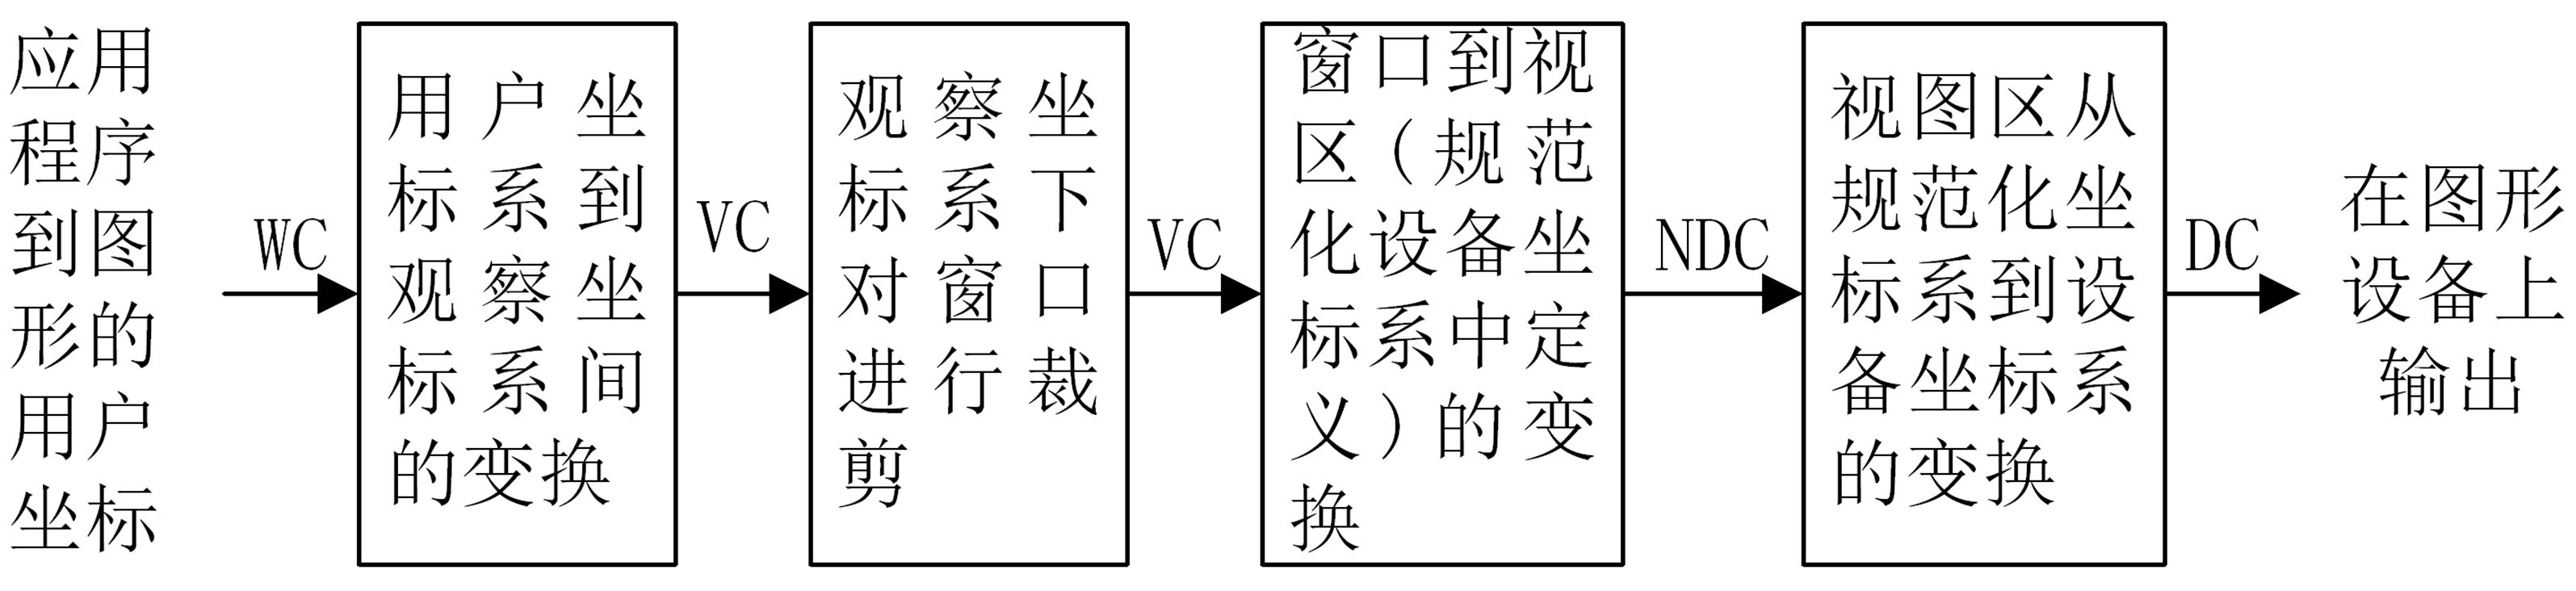 应用
程序
到图
形的
用户
坐标
WC
用户坐
标系到
观察坐
标系间
的变换
VC
观察坐
标系下
对窗口
进行裁
剪
VC
窗口到视
区（规范
化设备坐
标系中定
义）的变
换
NDC
视图区从
规范化坐
标系到设
备坐标系
的变换
DC
在图形
设备上
输出